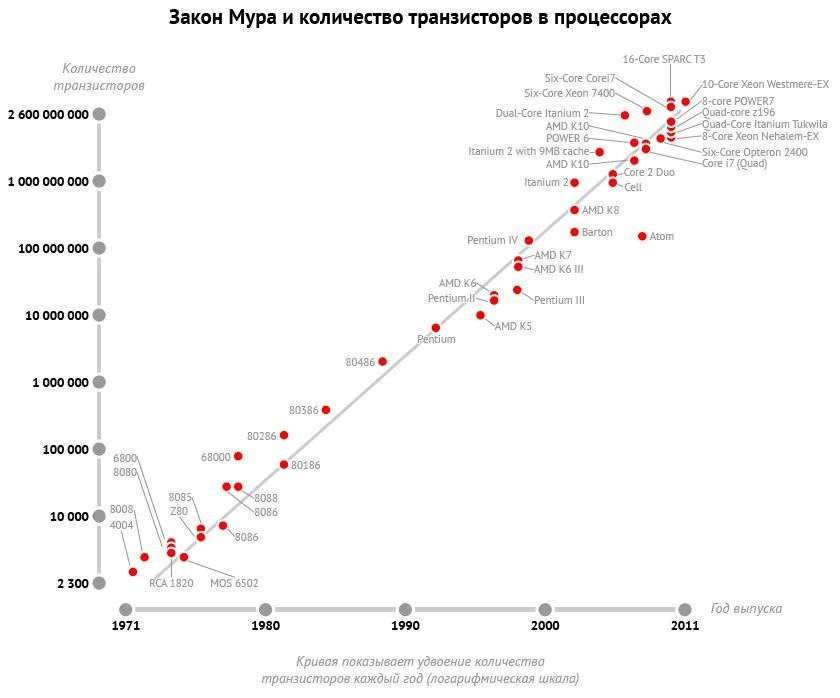 Закон Мура и количество транзисторов в процессорах
Количество
транзисторов
16-Core SPARC T3
Six-Core Corei7
10-Core Xeon Westmere-EX
Six-Core Xeon 7400
8-core POWER7
2 600 000 000
Dual-Core Itanium 2
Quad-core z196
AMD K10
Quad-Core Itanium Tukwila
POWER 6
8-Core Xeon Nehalem-EX
Itanium 2 with 9MB cache
Six-Core Opteron 2400
AMD K10
Core i7 (Quad)
Core 2 Duo
1 000 000 000
Itanium 2
Cell
AMD K8
Barton
Atom
Pentium IV
100 000 000
AMD K7
AMD K6 III
AMD K6
Pentium II
Pentium III
10 000 000
AMD K5
Pentium
80486
1 000 000
80386
80286
100 000
68000
80186
6800
8080
8085
8088
8008
Z80
8086
10 000
4004
8086
2 300
RCA 1820
MOS 6502
Год выпуска
1971
1980
1990
2000
2011
Кривая показывает удвоение количества
транзисторов каждый год (логарифмическая шкала)